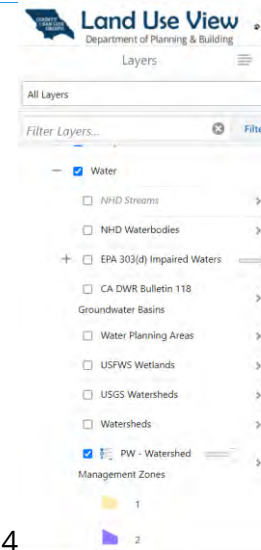 Land Use View
Department of Planning & Building
Layers
All Layers
Filter Layers...
Filte
Water
NHD Streams
NHD Waterbodies
EPA 303(d) Impaired Waters
CA DWR Bulletin 118
Groundwater Basins
Water Planning Areas
USFWS Wetlands
USGS Watersheds
Watersheds
PW - Watershed
Management Zones
1
2
4